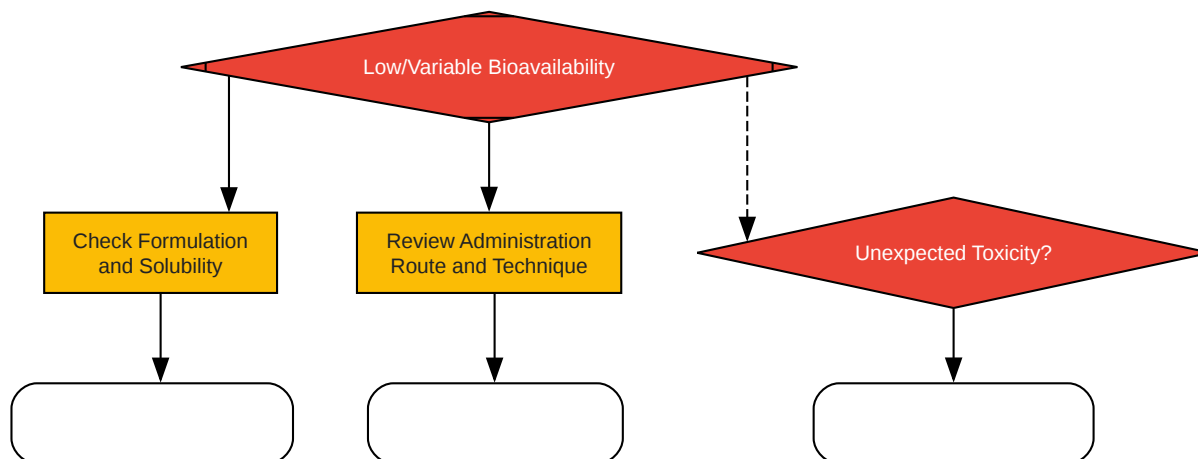 Low/Variable Bioavailability
Check Formulation
and Solubility
Review Administration
Route and Technique
Unexpected Toxicity?